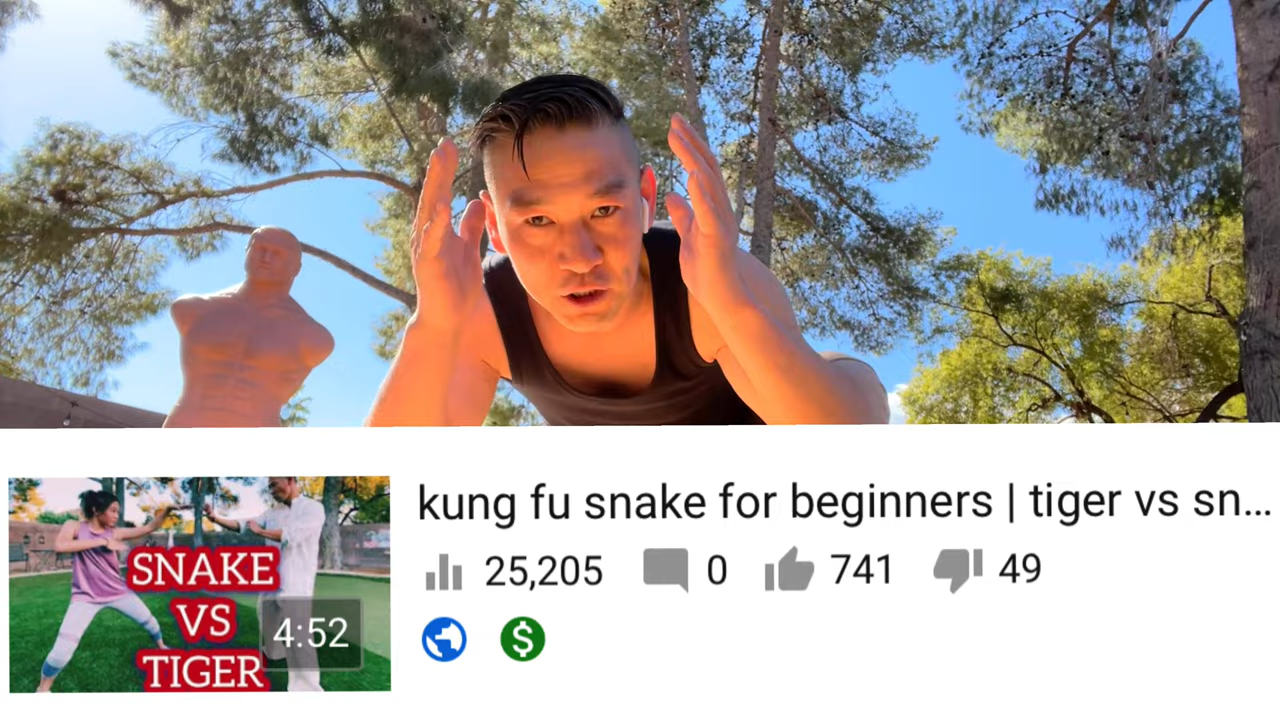 SNAKE
VS
TIGER
4:52
kung fu snake for beginners | tiger vs sn...
25,205 0 741 49
$